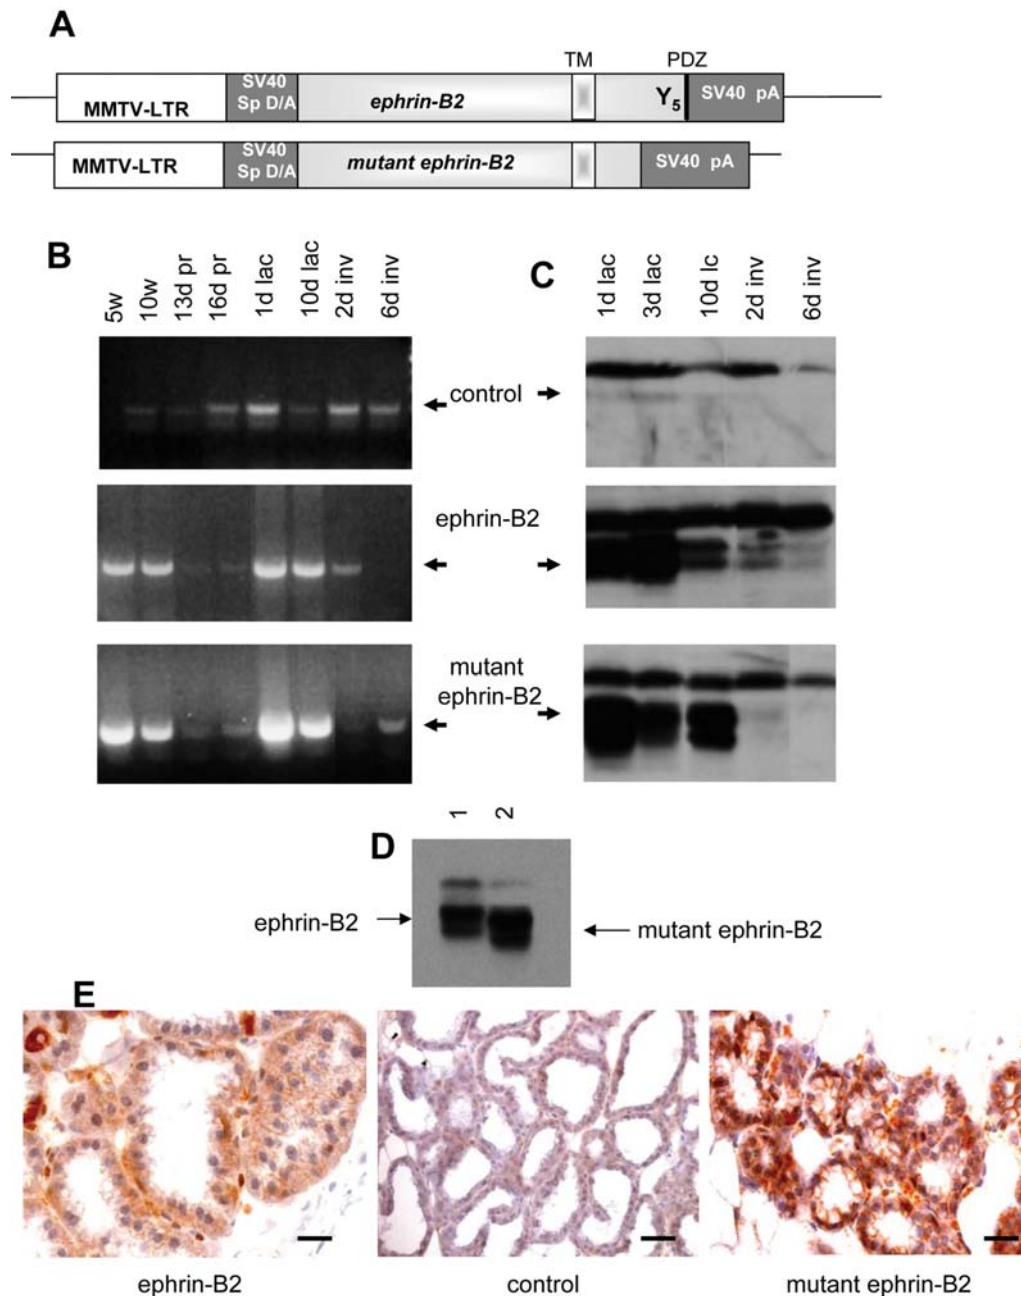 A
TM PDZ
MMTV-LTR SV40 Sp D/A ephrin-B2 Y5 SV40 pA
MMTV-LTR SV40 Sp D/A mutant ephrin-B2 SV40 pA
B
5w 10w 13d pr 16d pr 1d lac 10d lac 2d inv 6d inv
C
1d lac 3d lac 10d lc 2d inv 6d inv
control
ephrin-B2
mutant
ephrin-B2
D
1 2
ephrin-B2
mutant ephrin-B2
E
ephrin-B2 control mutant ephrin-B2